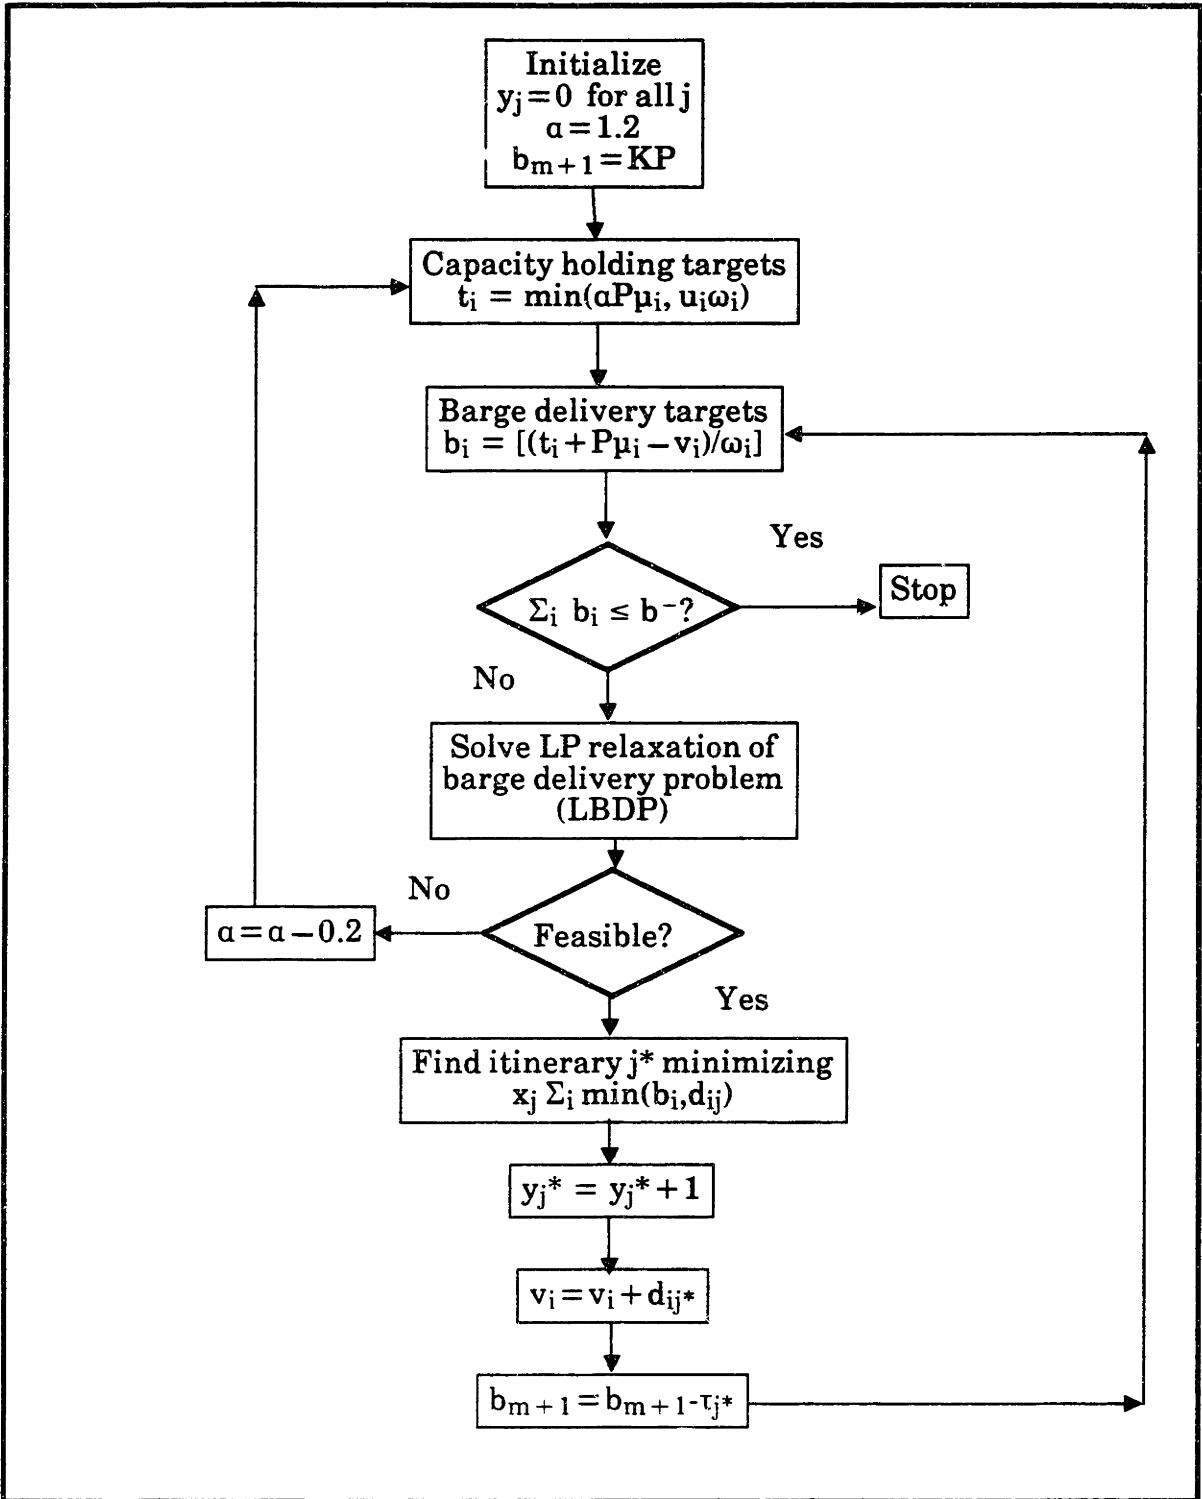 Initialize
yj=0 for all j
α=1.2
bm+1=KP
Capacity holding targets
ti = min(αPμi, uiωi)
Barge delivery targets
bi = [(ti+Pμi−vi)/ωi]
Yes
Σi bi ≤ b−?
Stop
No
Solve LP relaxation of
barge delivery problem
(LBDP)
No
α=α−0.2
Feasible?
Yes
Find itinerary j* minimizing
xj Σi min(bi,dij)
yj* = yj*+1
vi=vi+dij*
bm+1=bm+1-τj*